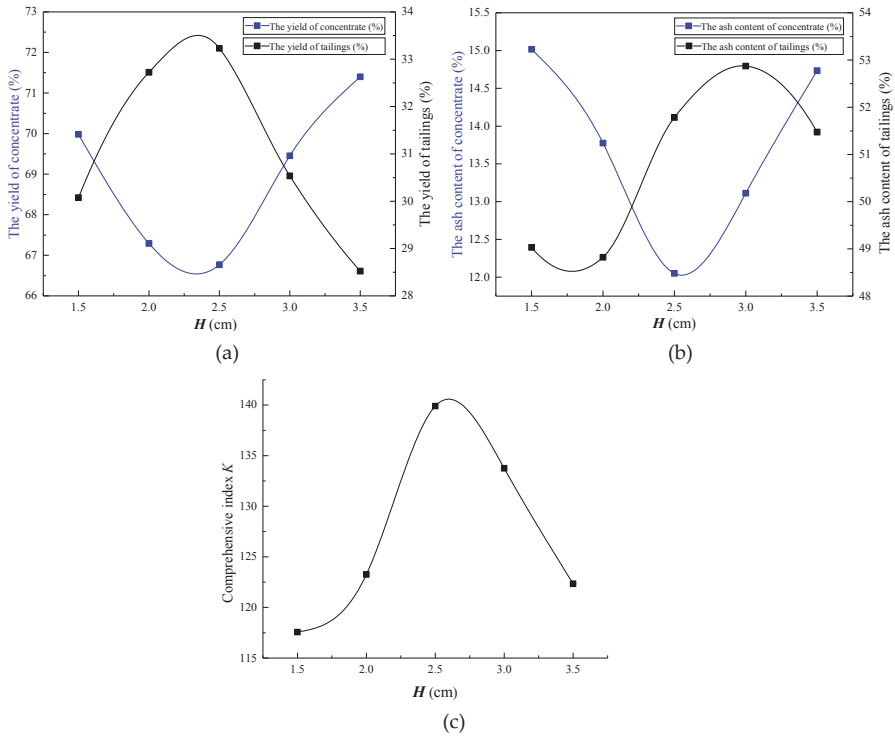 The yield of concentrate (%)
The yield of tailings (%)
73
72
71
70
69
68
67
66
34
33
32
31
30
29
28
1.5 2.0 2.5 3.0 3.5
The yield of concentrate (%)
The yield of tailings (%)
H (cm)
(a)
The ash content of concentrate (%)
The ash content of tailings (%)
15.5
15.0
14.5
14.0
13.5
13.0
12.5
12.0
54
53
52
51
50
49
48
1.5 2.0 2.5 3.0 3.5
The ash content of concentrate (%)
The ash content of tailings (%)
H (cm)
(b)
140
135
130
125
120
115
1.5 2.0 2.5 3.0 3.5
Comprehensive index K
H (cm)
(c)